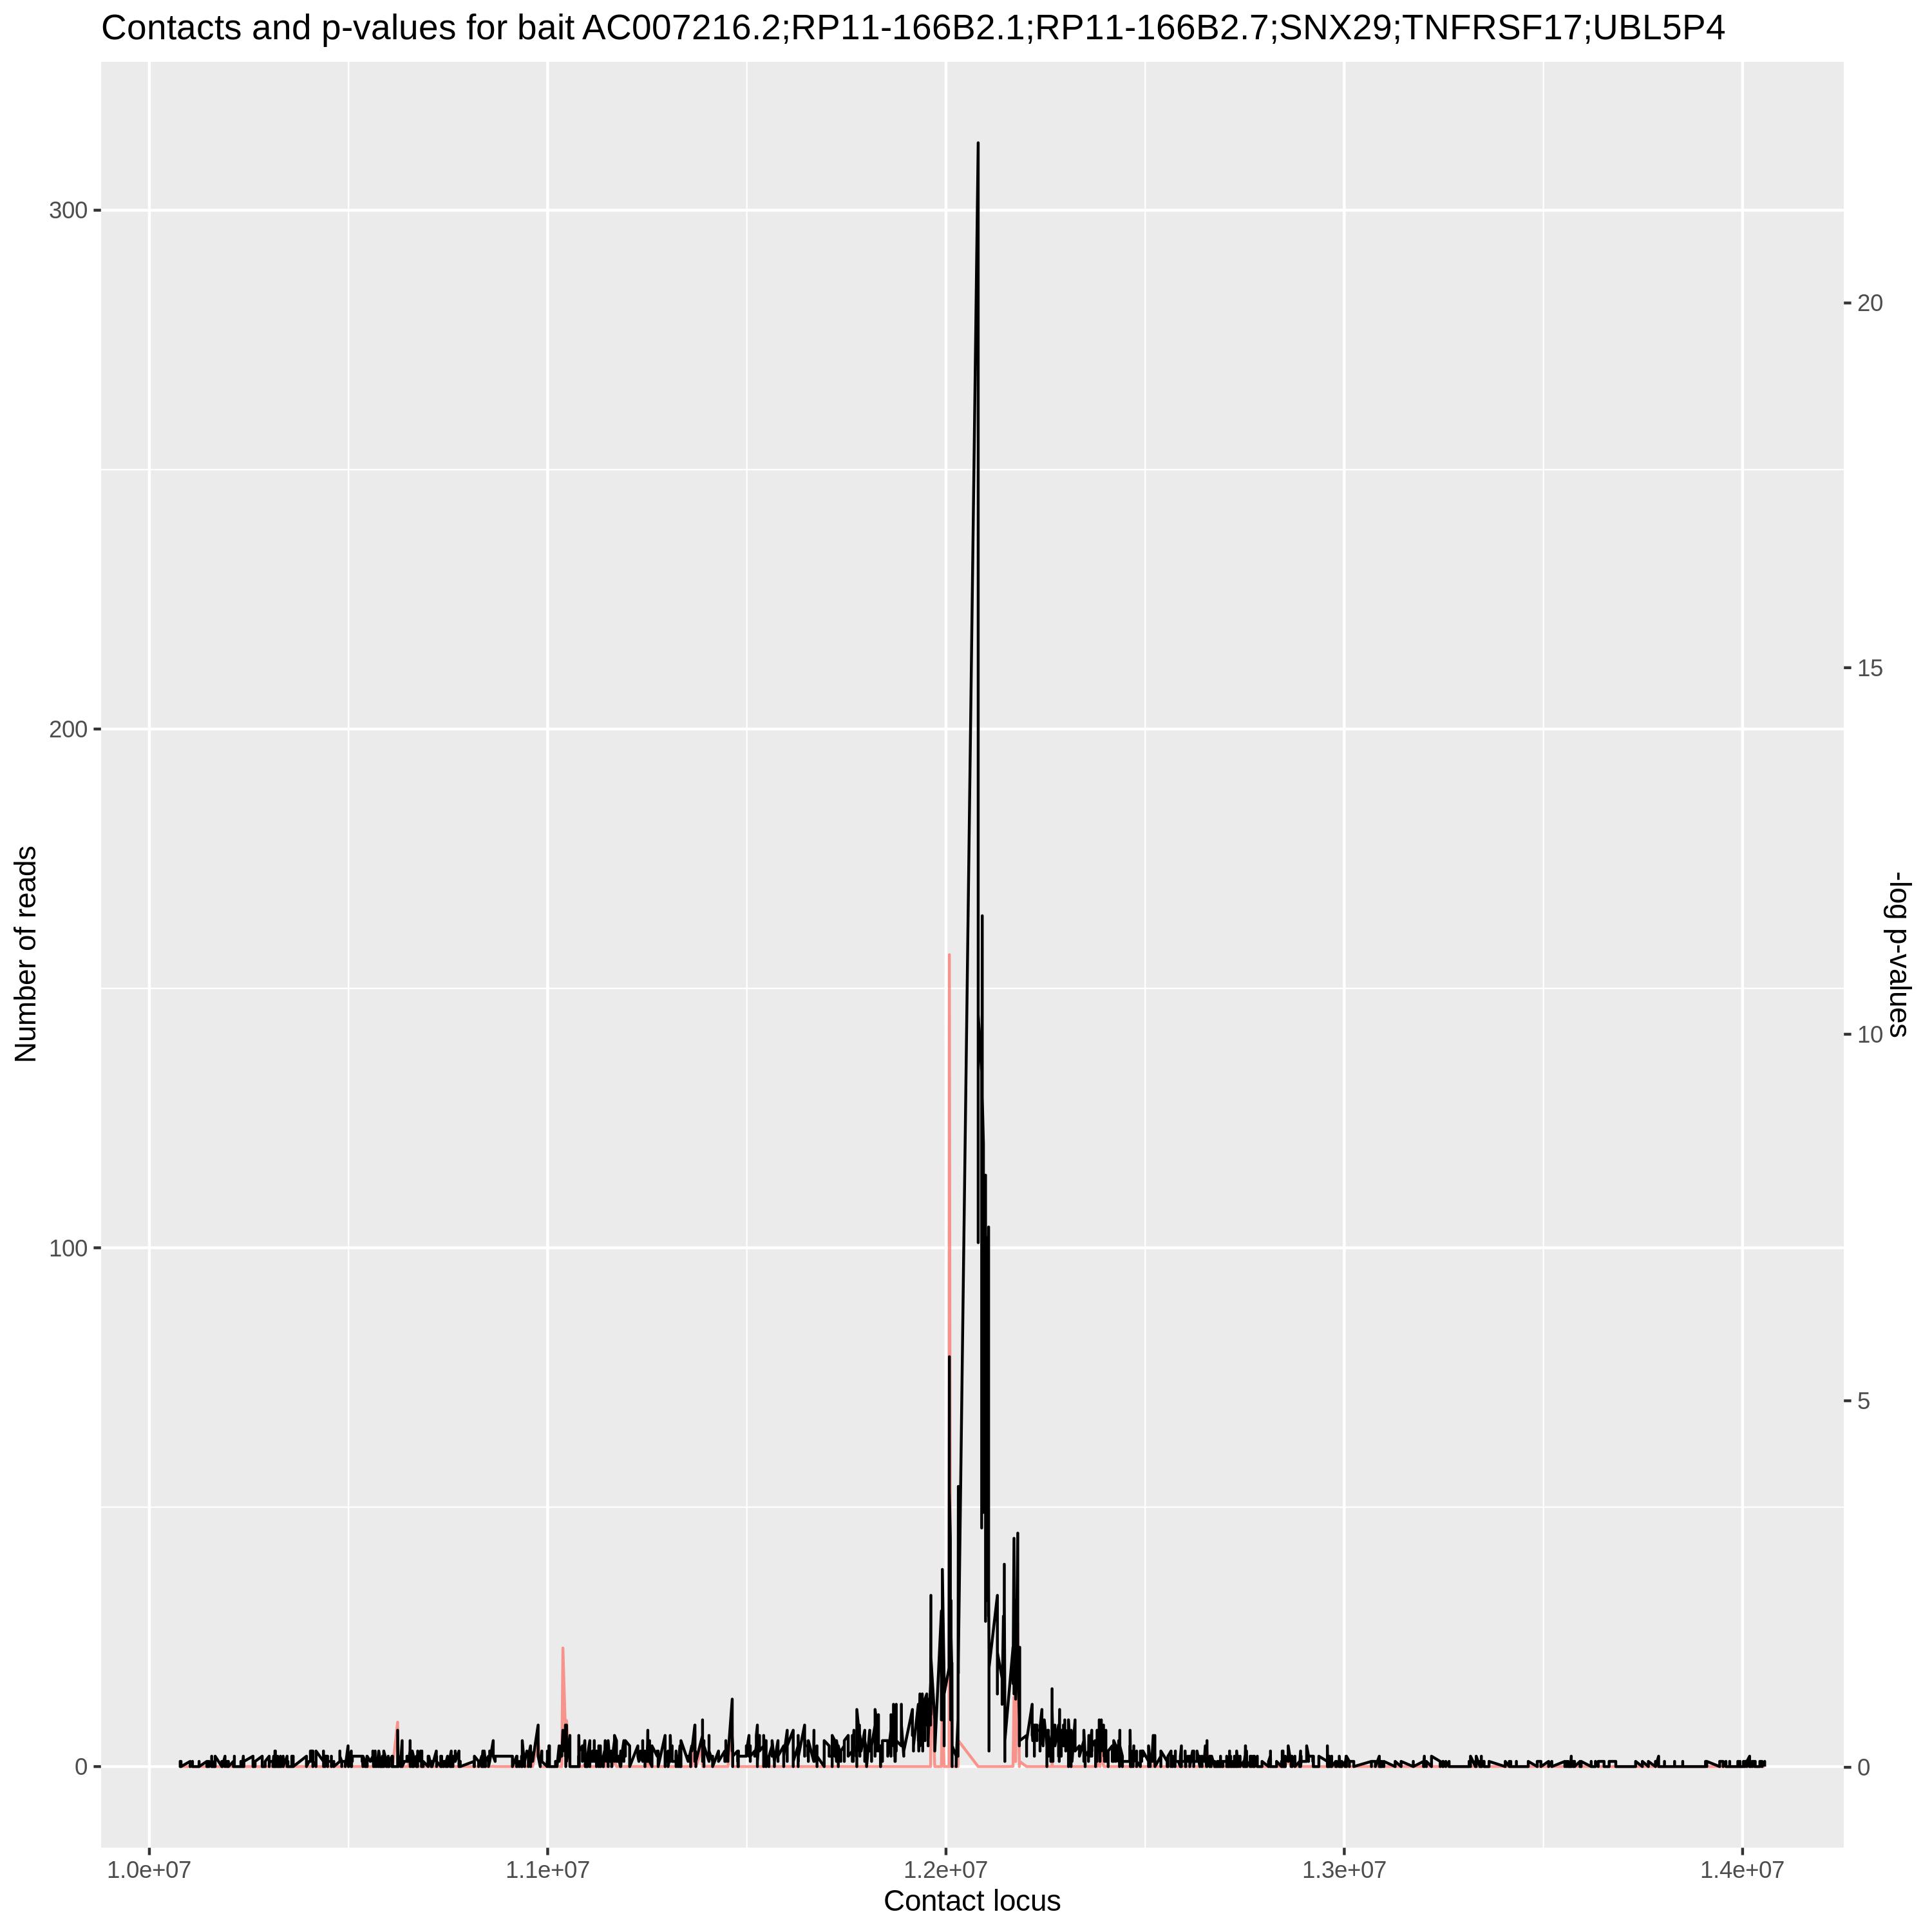 Contacts and p-values for bait AC007216.2;RP11-166B2.1;RP11-166B2.7;SNX29;TNFRSF17;UBL5P4
300
200
100
0
Number of reads
20
15
10
5
0
-log p-values
1.0e+07
1.1e+07
1.2e+07
1.3e+07
1.4e+07
Contact locus